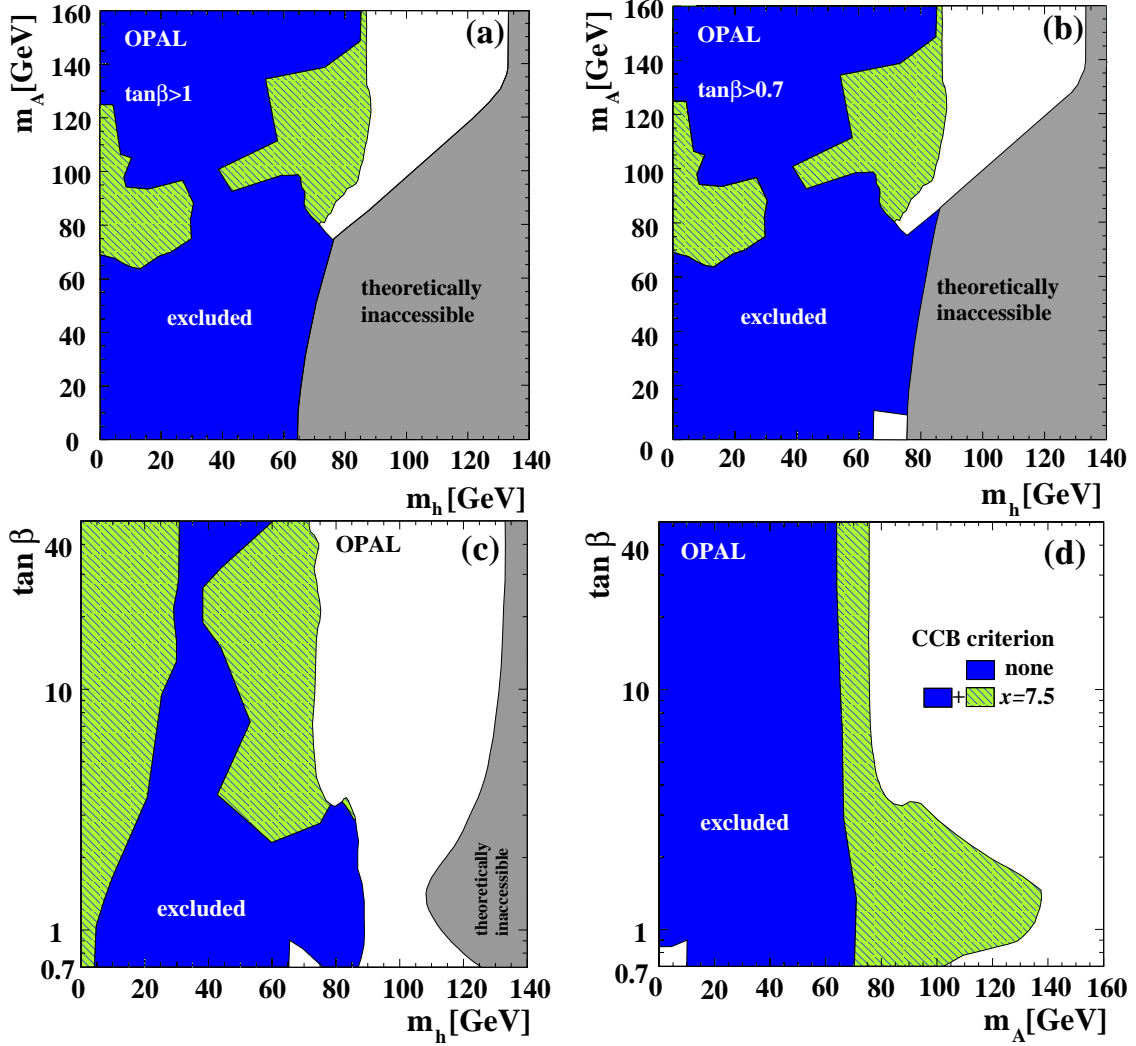 (a)
OPAL
tanβ>1
excluded
theoretically
inaccessible
m_A [GeV]
160
140
120
100
80
60
40
20
0
0 20 40 60 80 100 120 140
m_h [GeV]
(b)
OPAL
tanβ>0.7
excluded
theoretically
inaccessible
m_A [GeV]
160
140
120
100
80
60
40
20
0
0 20 40 60 80 100 120 140
m_h [GeV]
(c)
OPAL
excluded
theoretically
inaccessible
tan β
40
10
1
0.7
0 20 40 60 80 100 120 140
m_h [GeV]
(d)
OPAL
CCB criterion
none
+ x=7.5
excluded
tan β
40
10
1
0.7
0 20 40 60 80 100 120 140 160
m_A [GeV]